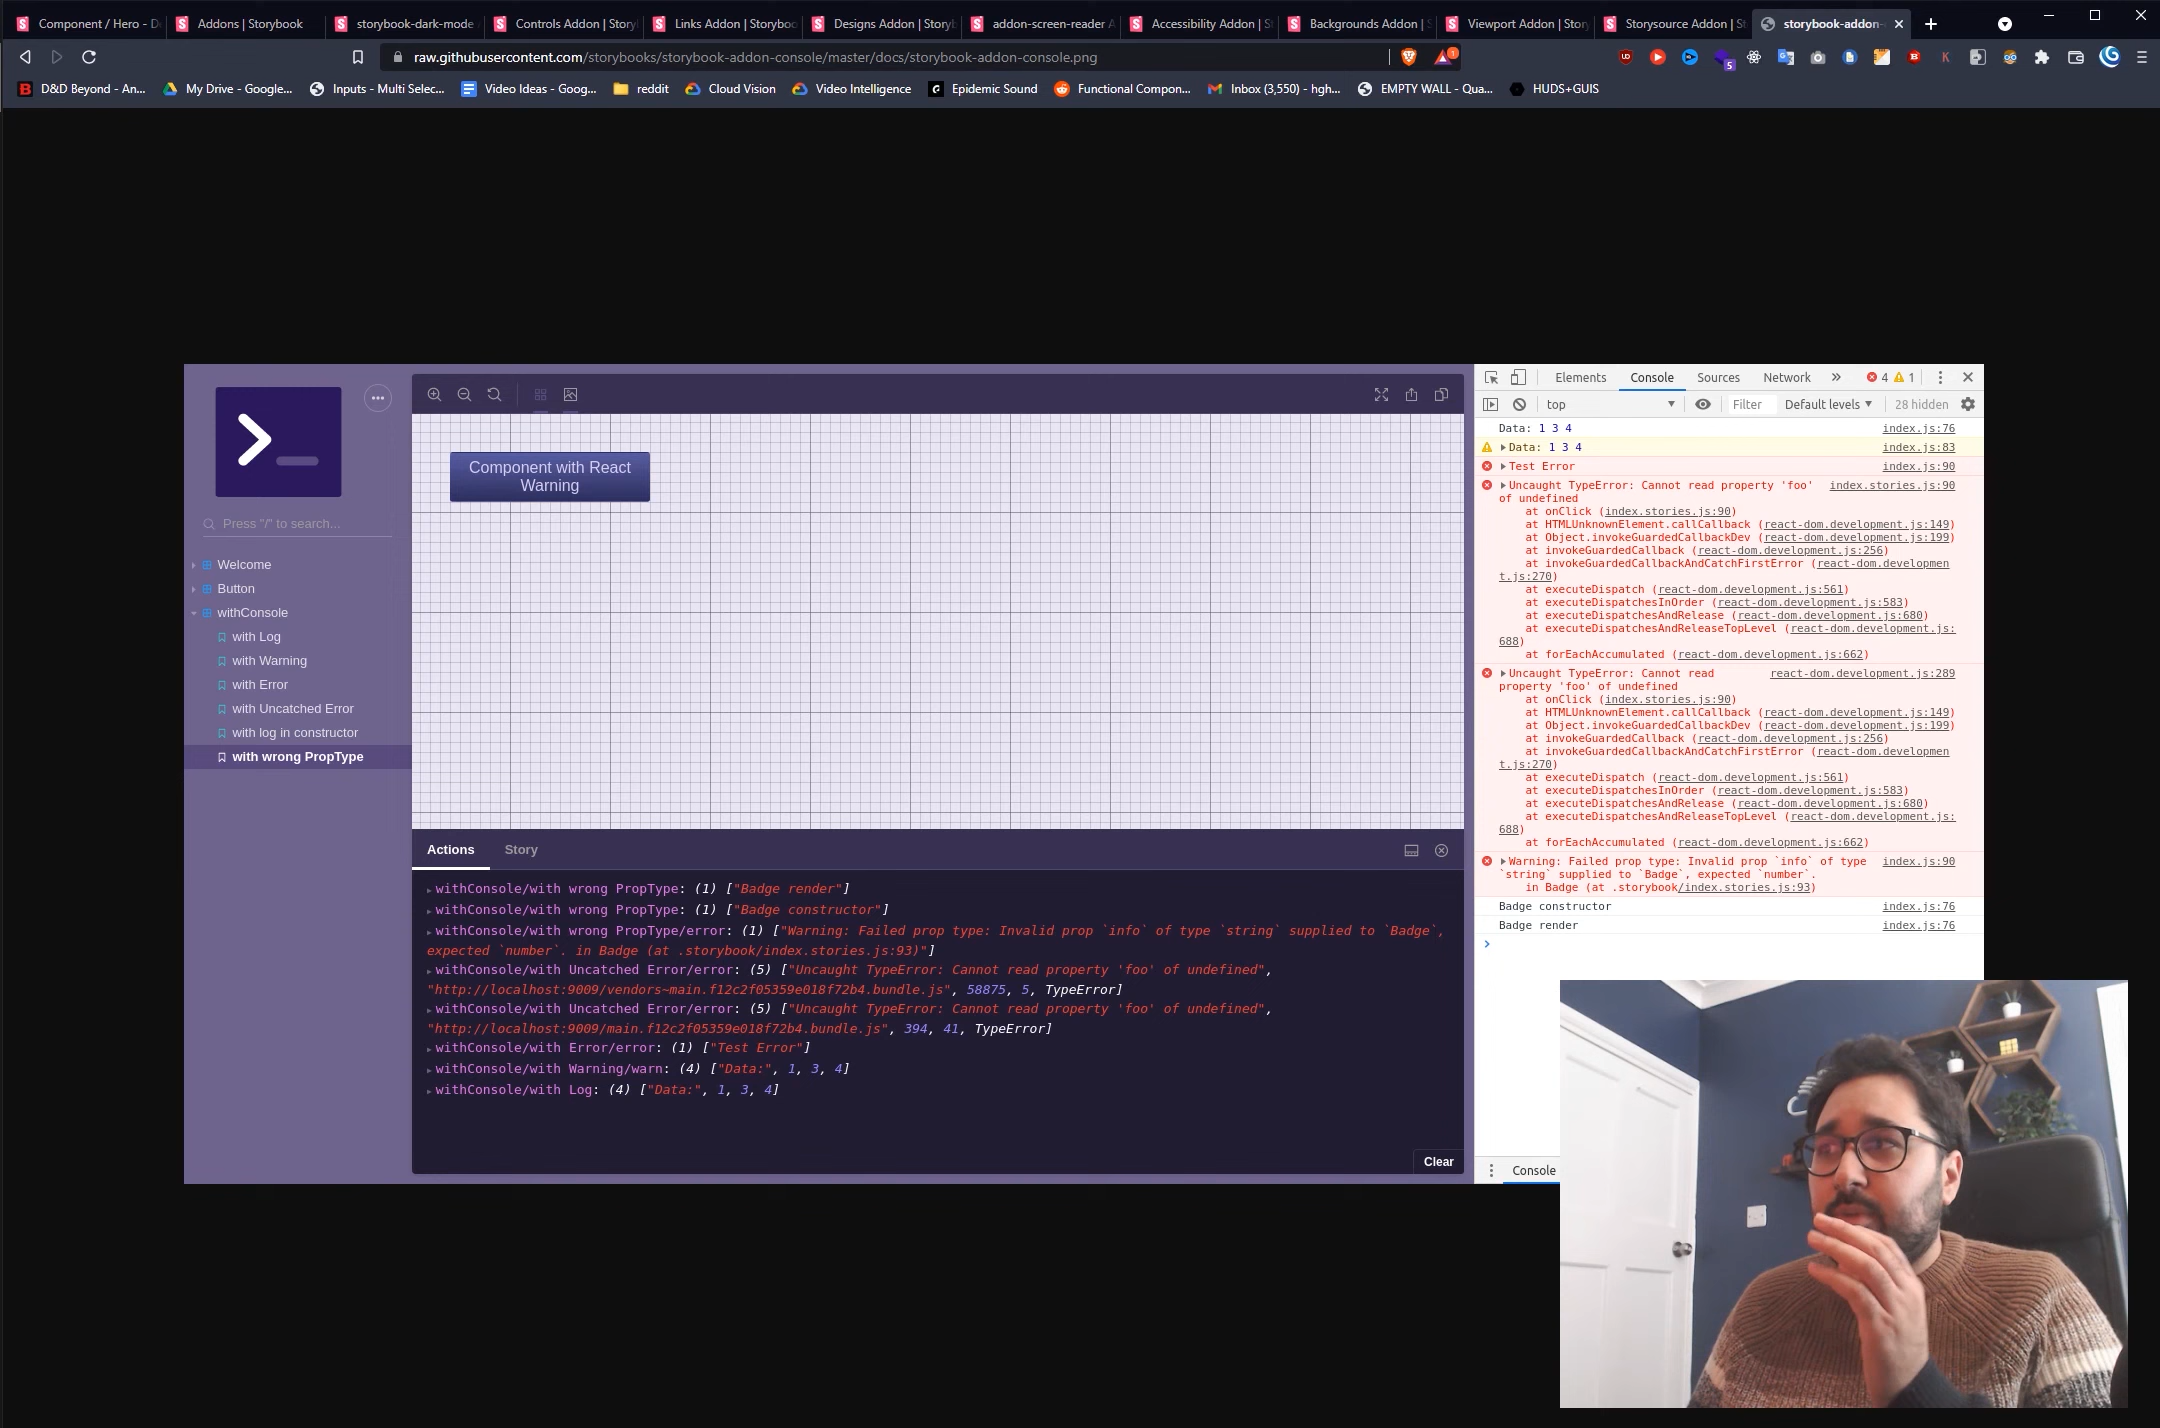 Component / Hero - D
Addons | Storybook
storybook-dark-mode
Controls Addon | Story
Links Addon | Storyboo
Designs Addon | Storyb
addon-screen-reader A
Accessibility Addon | S
Backgrounds Addon |
Viewport Addon | Stor
Storysource Addon | S
storybook-addon-
raw.githubusercontent.com/storybooks/storybook-addon-console/master/docs/storybook-addon-console.png
1
5
D&D Beyond - An...
My Drive - Google...
Inputs - Multi Selec...
Video Ideas - Goog...
reddit
Cloud Vision
Video Intelligence
Epidemic Sound
Functional Compon...
Inbox (3,550) - hgh...
EMPTY WALL - Qua...
HUDS+GUIS
Press "/" to search...
Welcome
Button
withConsole
with Log
with Warning
with Error
with Uncatched Error
with log in constructor
with wrong PropType
Component with React
Warning
Actions
Story
withConsole/with wrong PropType: (1) ["Badge render"]
withConsole/with wrong PropType: (1) ["Badge constructor"]
withConsole/with wrong PropType/error: (1) ["Warning: Failed prop type: Invalid prop `info` of type `string` supplied to `Badge`,
expected `number`. in Badge (at .storybook/index.stories.js:93)"]
withConsole/with Uncatched Error/error: (5) ["Uncaught TypeError: Cannot read property 'foo' of undefined",
"http://localhost:9009/vendors~main.f12c2f05359e018f72b4.bundle.js", 58875, 5, TypeError]
withConsole/with Uncatched Error/error: (5) ["Uncaught TypeError: Cannot read property 'foo' of undefined",
"http://localhost:9009/main.f12c2f05359e018f72b4.bundle.js", 394, 41, TypeError]
withConsole/with Error/error: (1) ["Test Error"]
withConsole/with Warning/warn: (4) ["Data:", 1, 3, 4]
withConsole/with Log: (4) ["Data:", 1, 3, 4]
Clear
Elements
Console
Sources
Network
4
1
top
Filter
Default levels
28 hidden
Data: 1 3 4 index.js:76
Data: 1 3 4 index.js:83
Test Error index.js:90
Uncaught TypeError: Cannot read property 'foo' index.stories.js:90
of undefined
at onClick (index.stories.js:90)
at HTMLUnknownElement.callCallback (react-dom.development.js:149)
at Object.invokeGuardedCallbackDev (react-dom.development.js:199)
at invokeGuardedCallback (react-dom.development.js:256)
at invokeGuardedCallbackAndCatchFirstError (react-dom.developmen
t.js:270)
at executeDispatch (react-dom.development.js:561)
at executeDispatchesInOrder (react-dom.development.js:583)
at executeDispatchesAndRelease (react-dom.development.js:680)
at executeDispatchesAndReleaseTopLevel (react-dom.development.js:
688)
at forEachAccumulated (react-dom.development.js:662)
Uncaught TypeError: Cannot read react-dom.development.js:289
property 'foo' of undefined
at onClick (index.stories.js:90)
at HTMLUnknownElement.callCallback (react-dom.development.js:149)
at Object.invokeGuardedCallbackDev (react-dom.development.js:199)
at invokeGuardedCallback (react-dom.development.js:256)
at invokeGuardedCallbackAndCatchFirstError (react-dom.developmen
t.js:270)
at executeDispatch (react-dom.development.js:561)
at executeDispatchesInOrder (react-dom.development.js:583)
at executeDispatchesAndRelease (react-dom.development.js:680)
at executeDispatchesAndReleaseTopLevel (react-dom.development.js:
688)
at forEachAccumulated (react-dom.development.js:662)
Warning: Failed prop type: Invalid prop `info` of type index.js:90
`string` supplied to `Badge`, expected `number`.
in Badge (at .storybook/index.stories.js:93)
Badge constructor index.js:76
Badge render index.js:76
Console